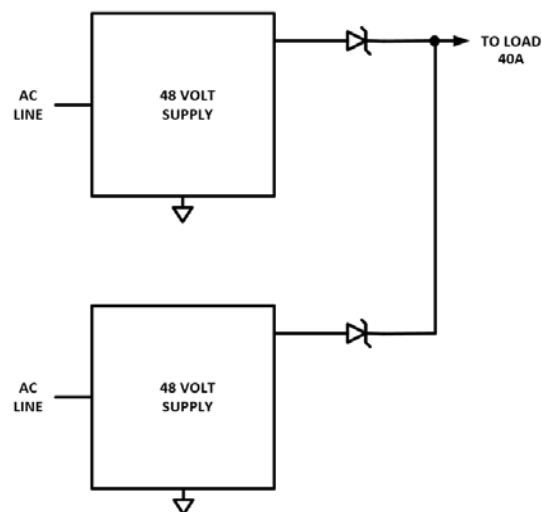 TO LOAD
40A
AC
LINE
48 VOLT
SUPPLY
AC
LINE
48 VOLT
SUPPLY